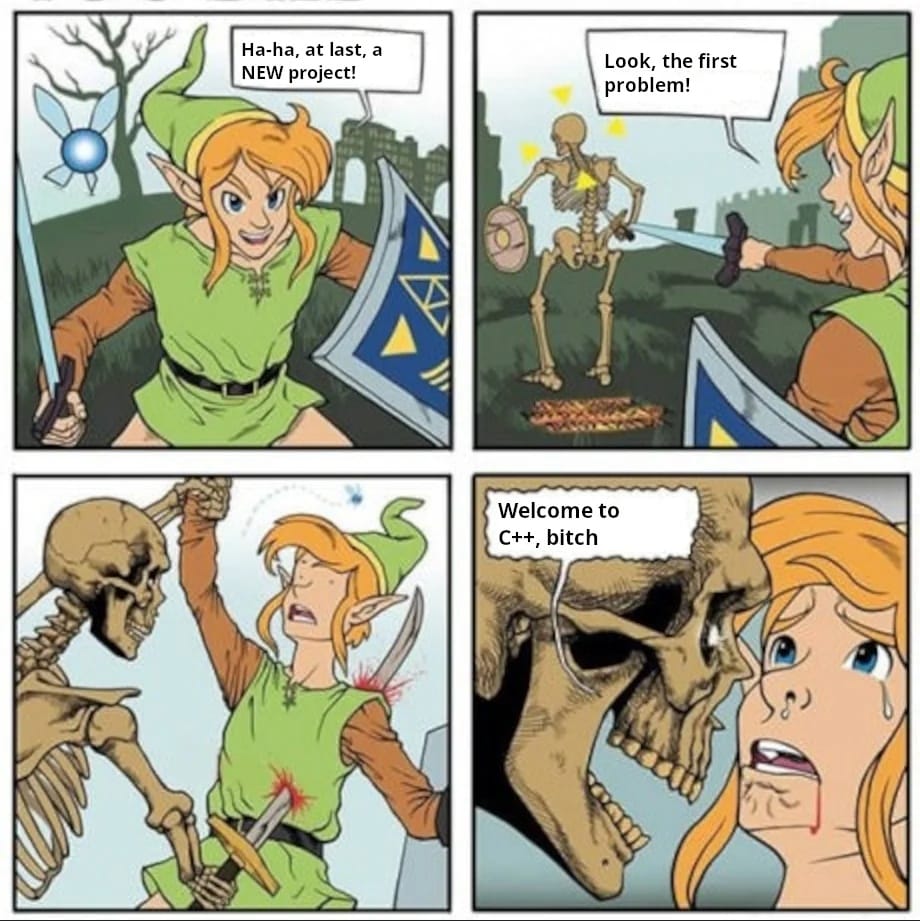 Ha-ha, at last, a
NEW project!
Look, the first
problem!
Welcome to
C++, bitch